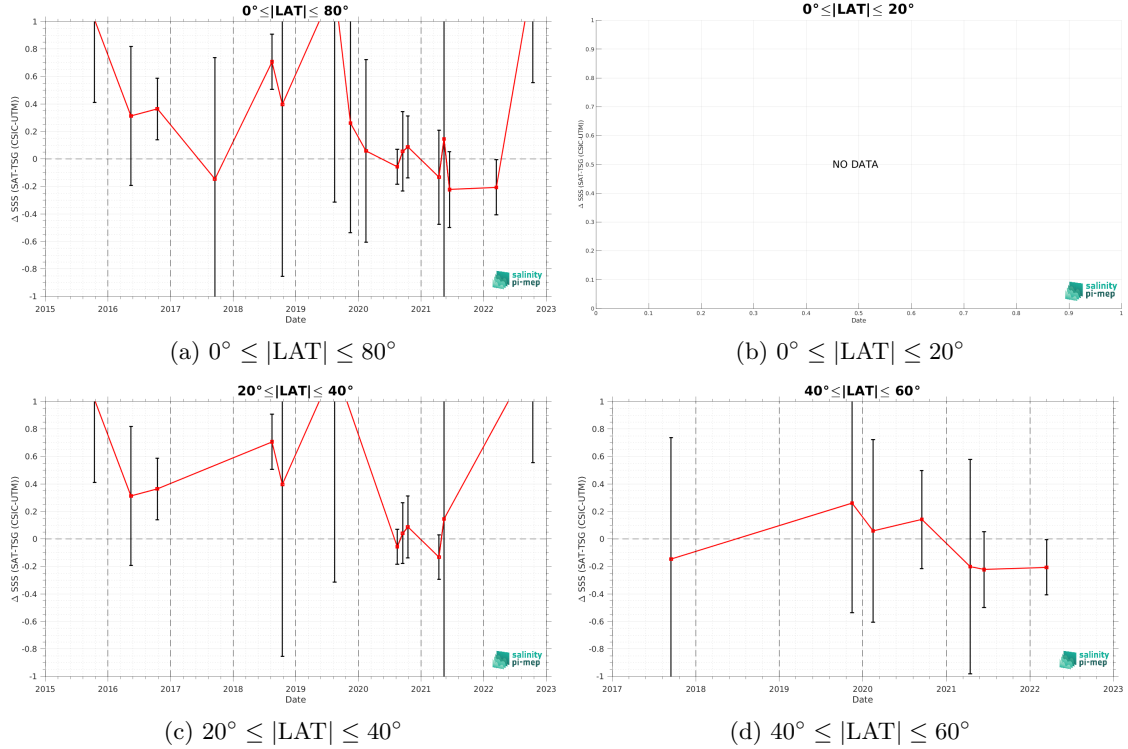 0°≤|LAT|≤ 80°
Δ SSS (SAT-TSG (CSIC-UTM))
1
0.8
0.6
0.4
0.2
0
-0.2
-0.4
-0.6
-0.8
-1
2015 2016 2017 2018 2019 2020 2021 2022 2023
Date
salinity
pi-mep
(a) 0° ≤ |LAT| ≤ 80°
0°≤|LAT|≤ 20°
Δ SSS (SAT-TSG (CSIC-UTM))
1
0.9
0.8
0.7
0.6
0.5
0.4
0.3
0.2
0.1
0
NO DATA
0 0.1 0.2 0.3 0.4 0.5 0.6 0.7 0.8 0.9 1
Date
salinity
pi-mep
(b) 0° ≤ |LAT| ≤ 20°
20°≤|LAT|≤ 40°
Δ SSS (SAT-TSG (CSIC-UTM))
1
0.8
0.6
0.4
0.2
0
-0.2
-0.4
-0.6
-0.8
-1
2015 2016 2017 2018 2019 2020 2021 2022 2023
Date
salinity
pi-mep
(c) 20° ≤ |LAT| ≤ 40°
40°≤|LAT|≤ 60°
Δ SSS (SAT-TSG (CSIC-UTM))
1
0.8
0.6
0.4
0.2
0
-0.2
-0.4
-0.6
-0.8
-1
2017 2018 2019 2020 2021 2022 2023
Date
salinity
pi-mep
(d) 40° ≤ |LAT| ≤ 60°